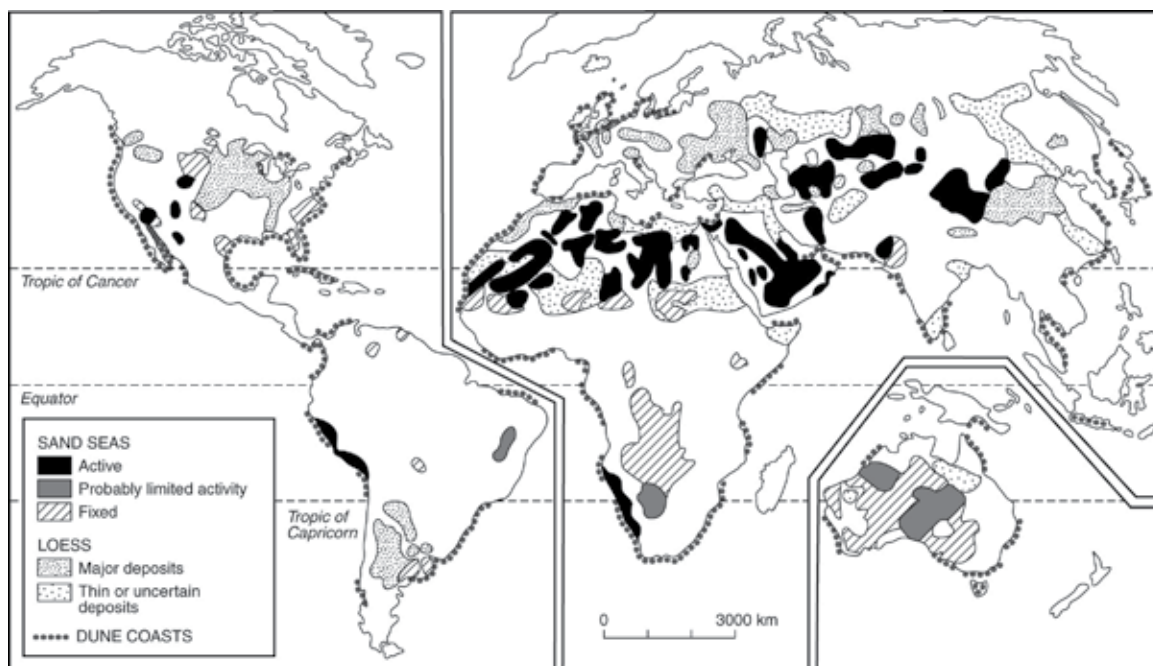 Tropic of Cancer
Equator
SAND SEAS
Active
Probably limited activity
Fixed
Tropic of
Capricorn
LOESS
Major deposits
Thin or uncertain
deposits
DUNE COASTS
0 3000 km